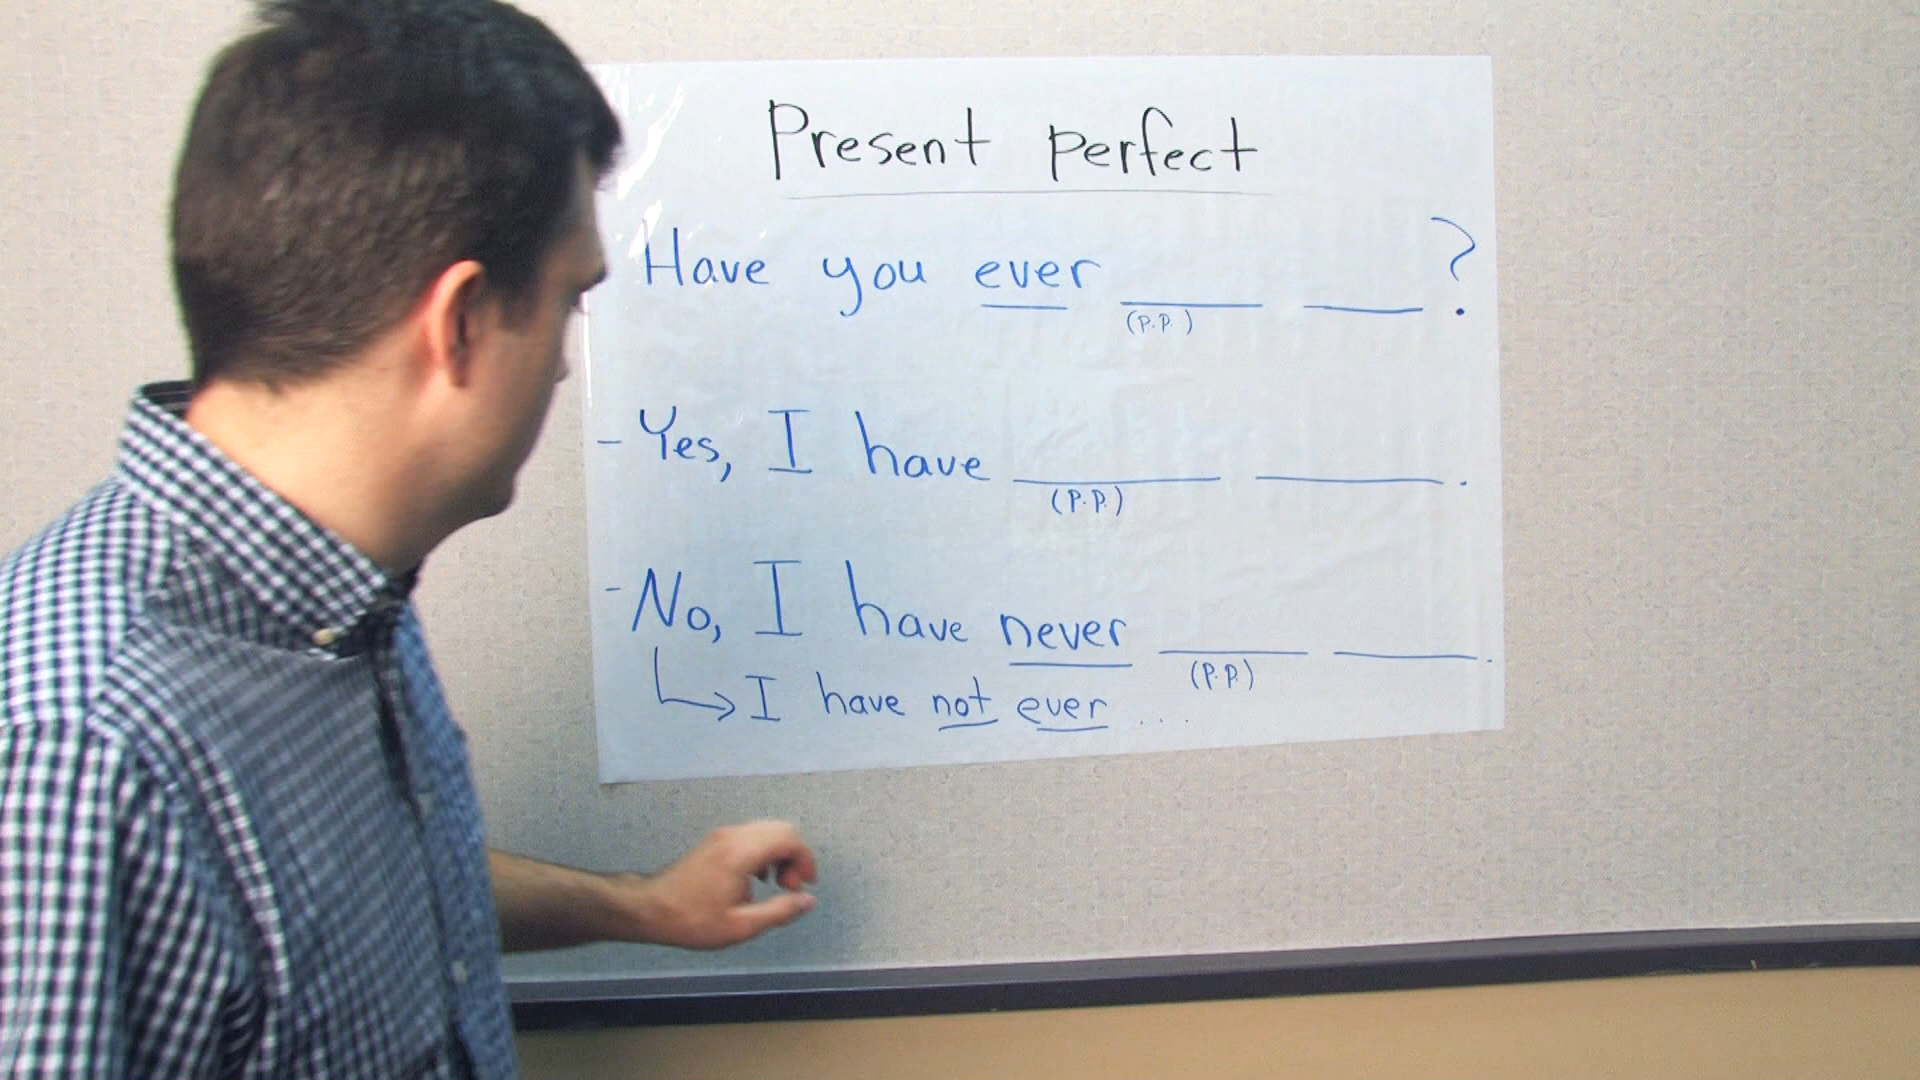 Present perfect
Have you ever ____ ____?
(P.P.)
- Yes, I have ____ ____.
(P.P.)
- No, I have never ____ ____.
(P.P.)
I have not ever ...